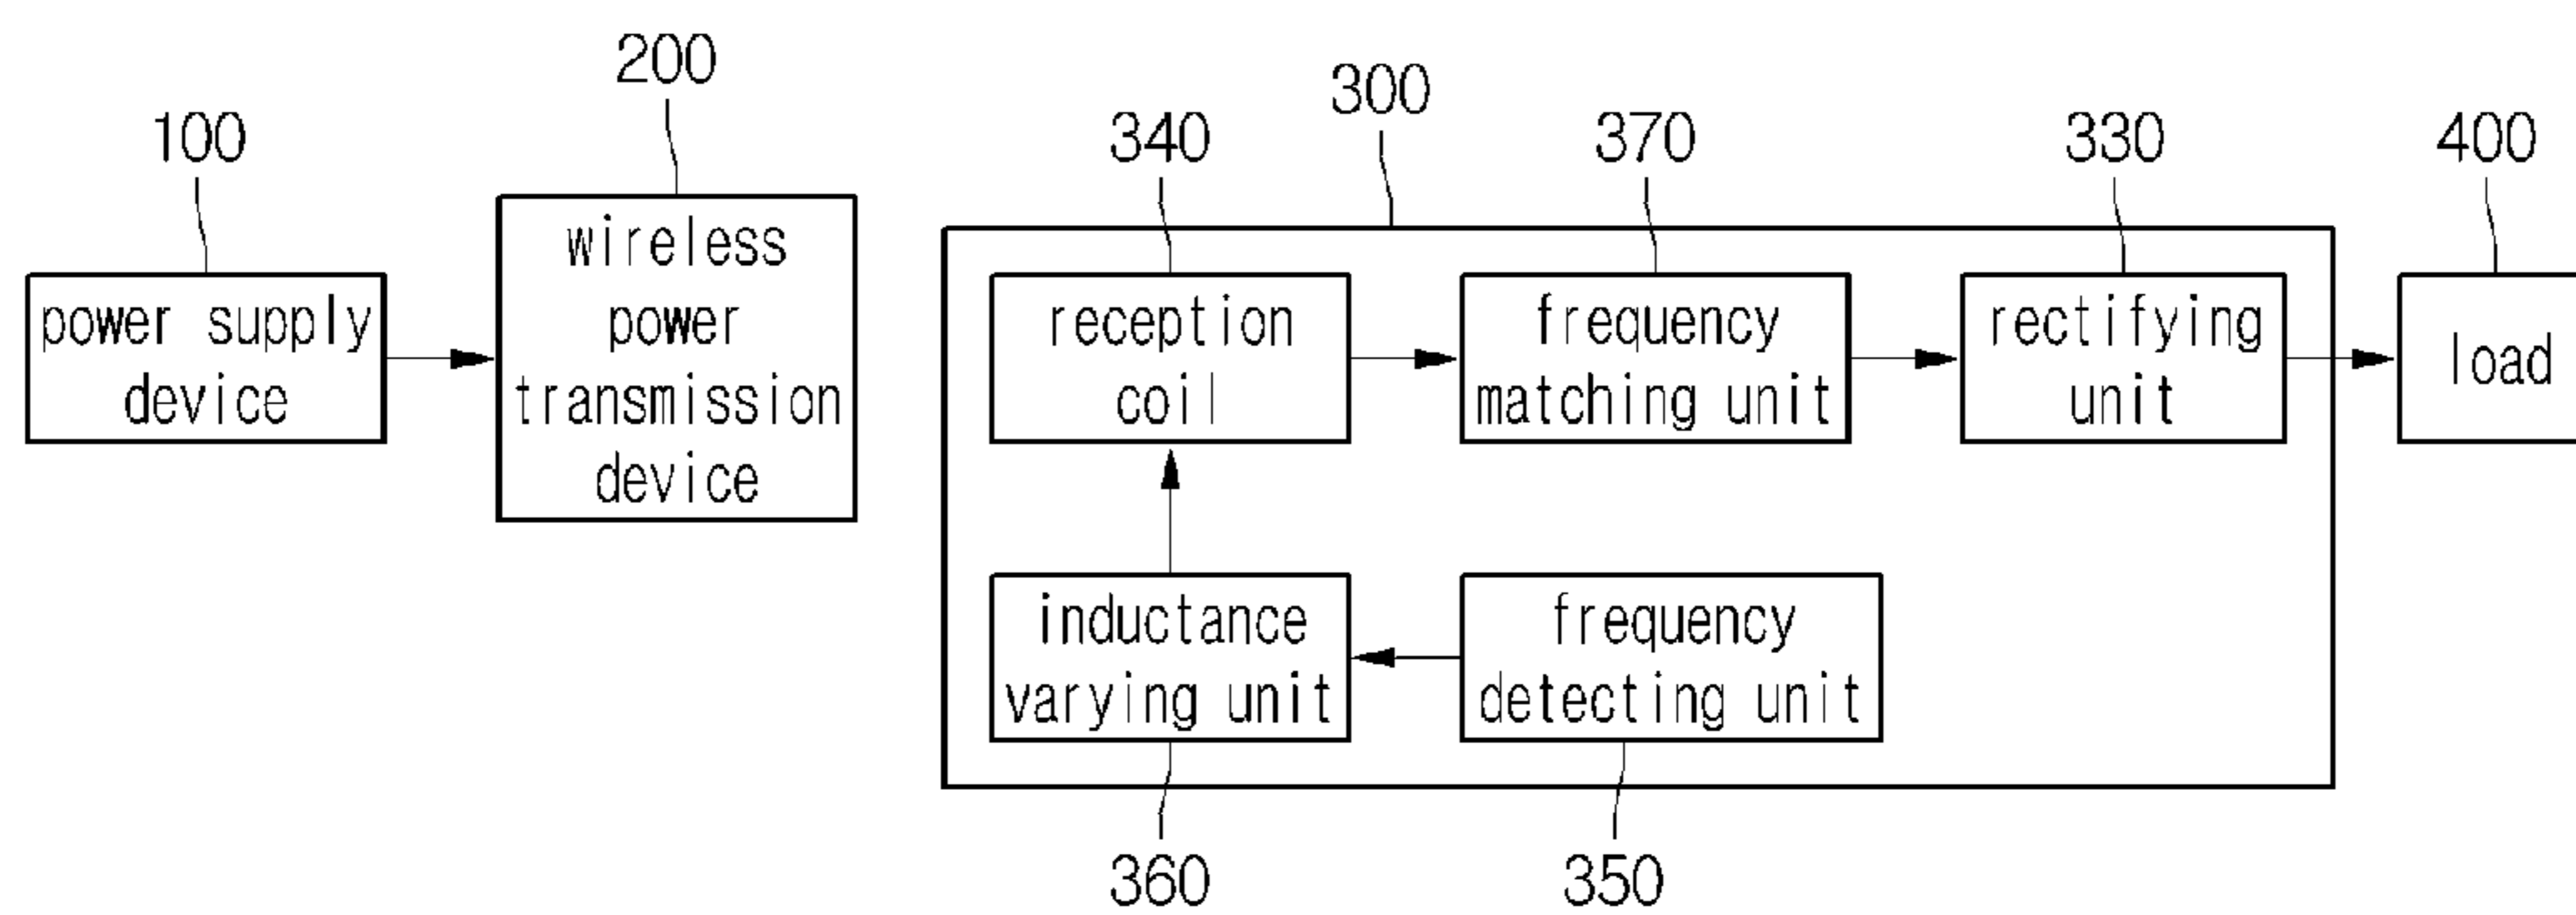 200
300
100
340
370
330
400
wireless
power
transmission
device
power supply
device
reception
coil
frequency
matching unit
rectifying
unit
load
inductance
varying unit
frequency
detecting unit
360
350